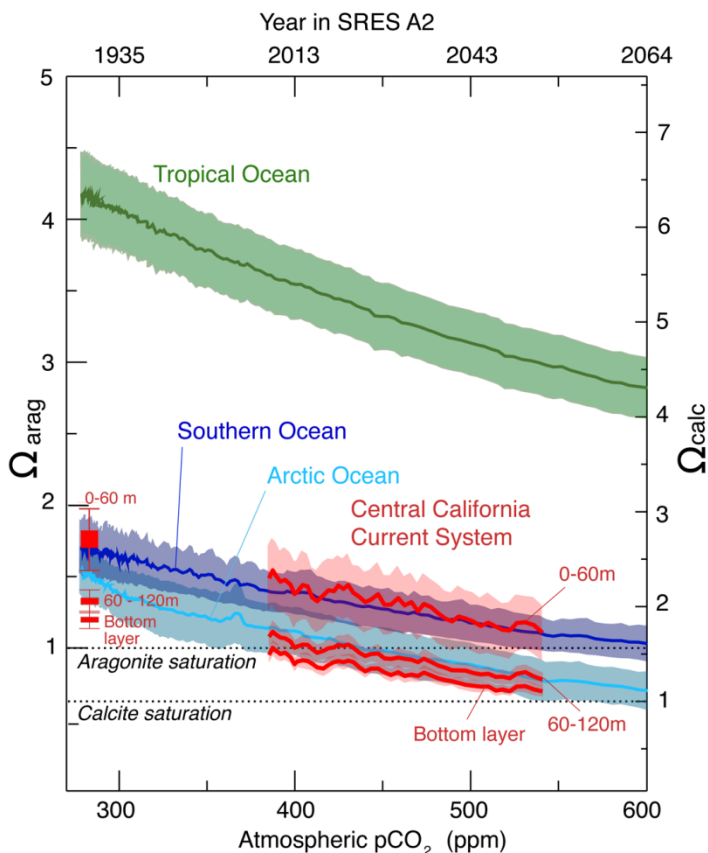 Year in SRES A2
1935 2013 2043 2064
5
7
Tropical Ocean
4
6
5
3
4
Ω arag
Ωcalc
Southern Ocean
Arctic Ocean
2
3
0-60 m
Central California
Current System
0-60m
2
60 - 120m
Bottom
layer
1
Aragonite saturation
Calcite saturation
1
Bottom layer
60-120m
300 400 500 600
Atmospheric pCO₂ (ppm)